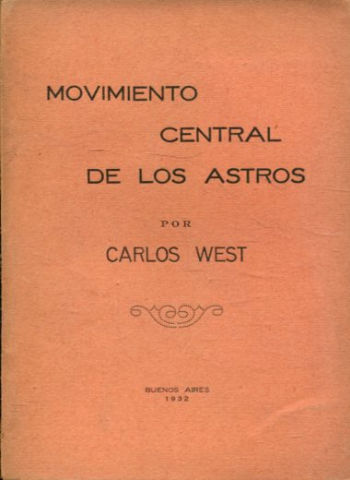 MOVIMIENTO
CENTRAL
DE LOS ASTROS
POR
CARLOS WEST
BUENOS AIRES
1932